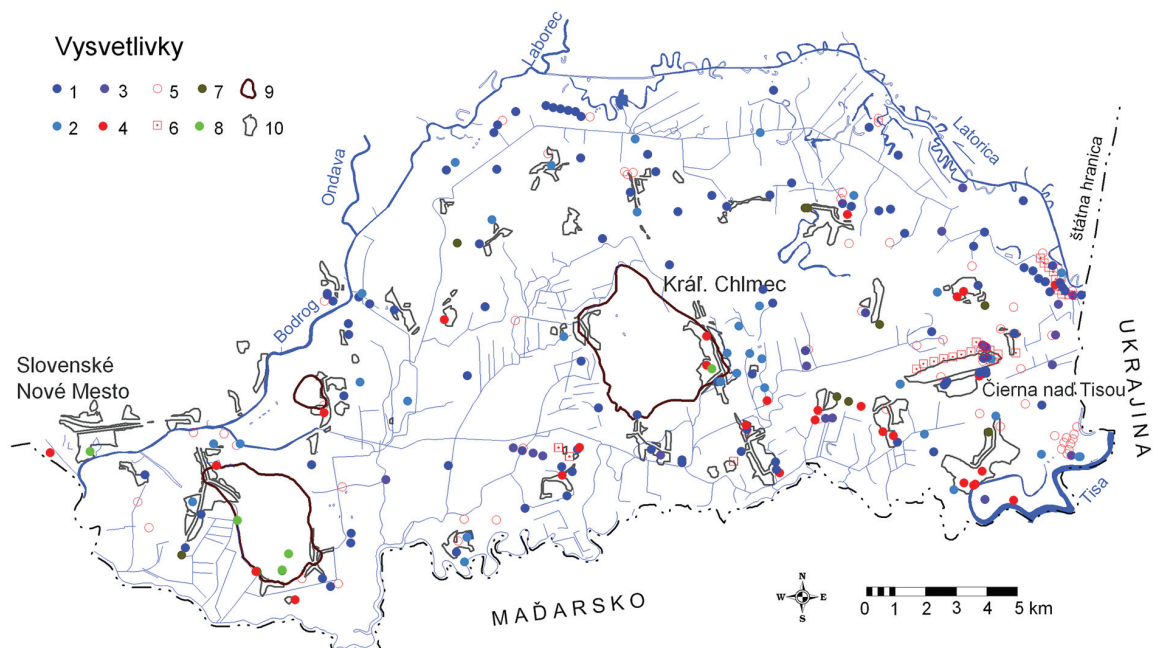 Vysvetlivky
1 3 5 7 9
2 4 6 8 10
Laborec
Ondava
Latorica
štátna hranica
Kráľ. Chlmec
Bodrog
Slovenské
Nové Mesto
UKRAJINA
Čierna nad Tisou
Tisa
MAĎARSKO
N
W E
S
0 1 2 3 4 5 km